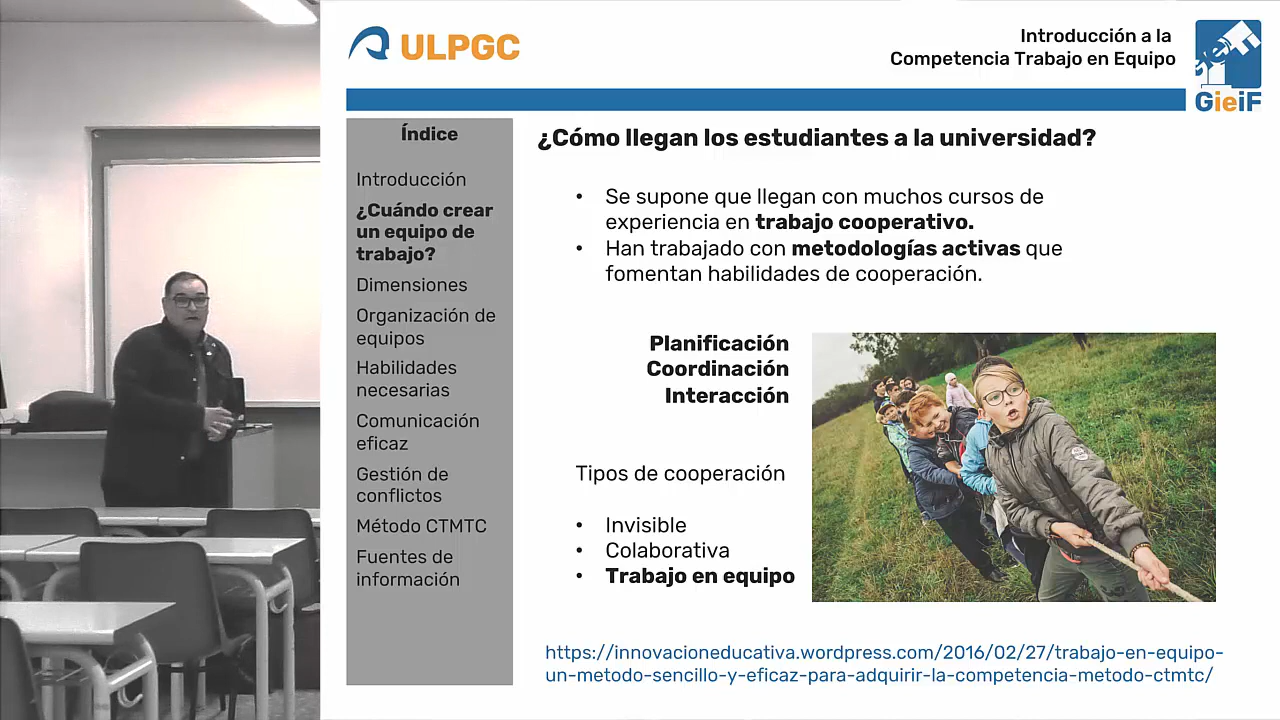 ULPGC
Introducción a la
Competencia Trabajo en Equipo
GieiF
Índice
Introducción
¿Cuándo crear
un equipo de
trabajo?
Dimensiones
Organización de
equipos
Habilidades
necesarias
Comunicación
eficaz
Gestión de
conflictos
Método CTMTC
Fuentes de
información
¿Cómo llegan los estudiantes a la universidad?
• Se supone que llegan con muchos cursos de
experiencia en trabajo cooperativo.
• Han trabajado con metodologías activas que
fomentan habilidades de cooperación.
Planificación
Coordinación
Interacción
Tipos de cooperación
• Invisible
• Colaborativa
• Trabajo en equipo
https://innovacioneducativa.wordpress.com/2016/02/27/trabajo-en-equipo-
un-metodo-sencillo-y-eficaz-para-adquirir-la-competencia-metodo-ctmtc/